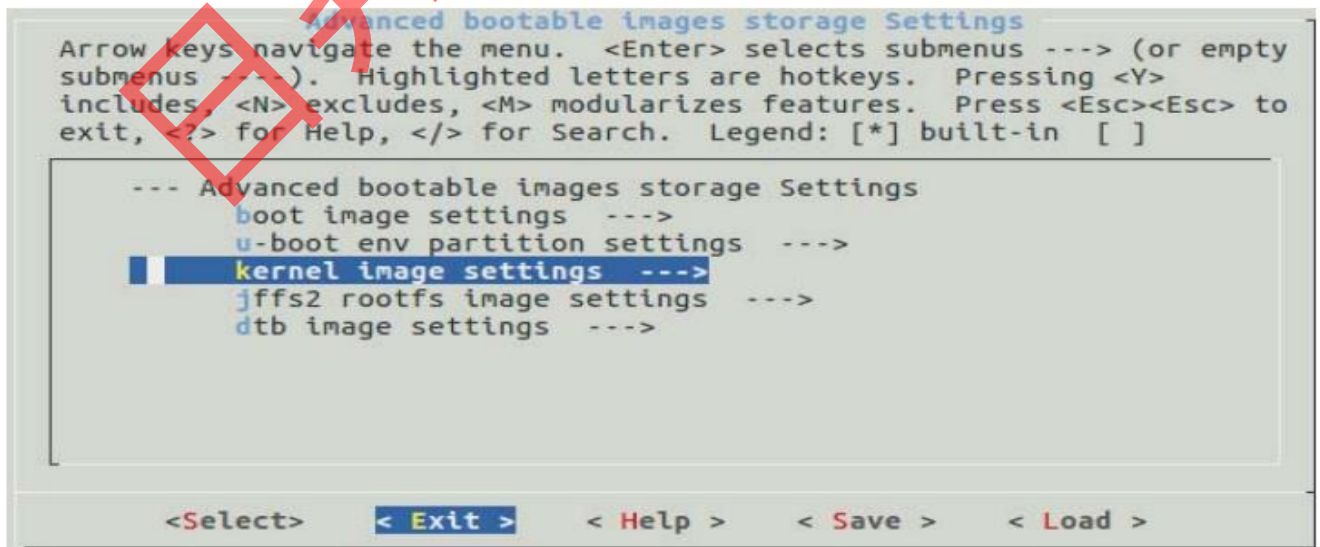 Advanced bootable images storage Settings
Arrow keys navigate the menu.  <Enter> selects submenus ---> (or empty
submenus ----).  Highlighted letters are hotkeys.  Pressing <Y>
includes, <N> excludes, <M> modularizes features.  Press <Esc><Esc> to
exit, <?> for Help, </> for Search.  Legend: [*] built-in  [ ]
--- Advanced bootable images storage Settings
boot image settings  --->
u-boot env partition settings  --->
kernel image settings  --->
jffs2 rootfs image settings  --->
dtb image settings  --->
<Select>    < Exit >    < Help >    < Save >    < Load >